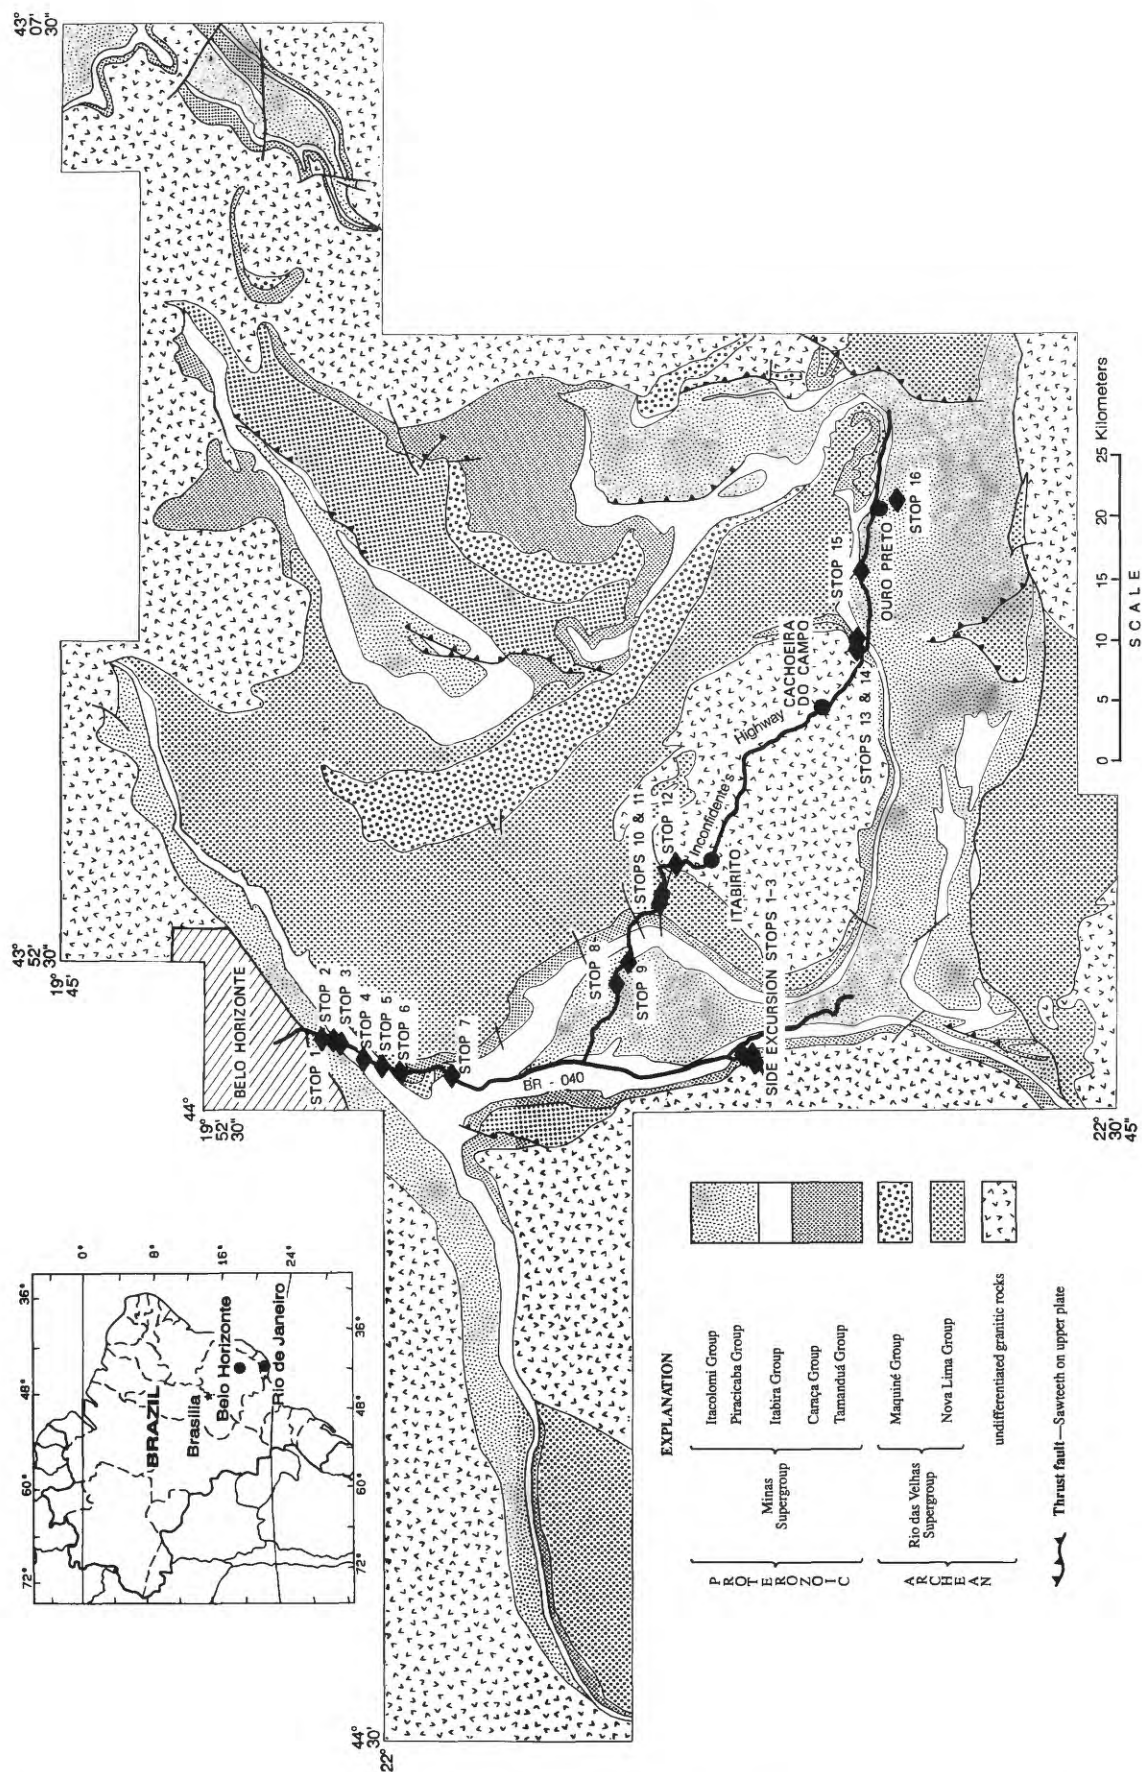 43°
07'
30"
43°
52'
30"
19°
45'
44°
19°
52'
30"
44°
30'
22°
22°
30'
45"
BELO HORIZONTE
STOP 1
STOP 2
STOP 3
STOP 4
STOP 5
STOP 6
STOP 7
BR - 040
STOP 8
STOP 9
STOPS 10 & 11
STOP 12
ITABIRITO
Inconfidente's Highway
CACHOEIRA
DO CAMPO
STOPS 13 & 14
STOP 15
OURO PRETO
STOP 16
SIDE EXCURSION STOPS 1-3
0 5 10 15 20 25 Kilometers
SCALE
72° 60° 48° 36°
0°
8°
16°
24°
BRAZIL
Brasilia
Belo Horizonte
Rio de Janeiro
72° 60° 48° 36°
EXPLANATION
PROTEROZOIC
Minas
Supergroup
Itacolomi Group
Piracicaba Group
Itabira Group
Caraça Group
Tamanduá Group
ARCHEAN
Rio das Velhas
Supergroup
Maquiné Group
Nova Lima Group
undifferentiated granitic rocks
Thrust fault—Sawteeth on upper plate